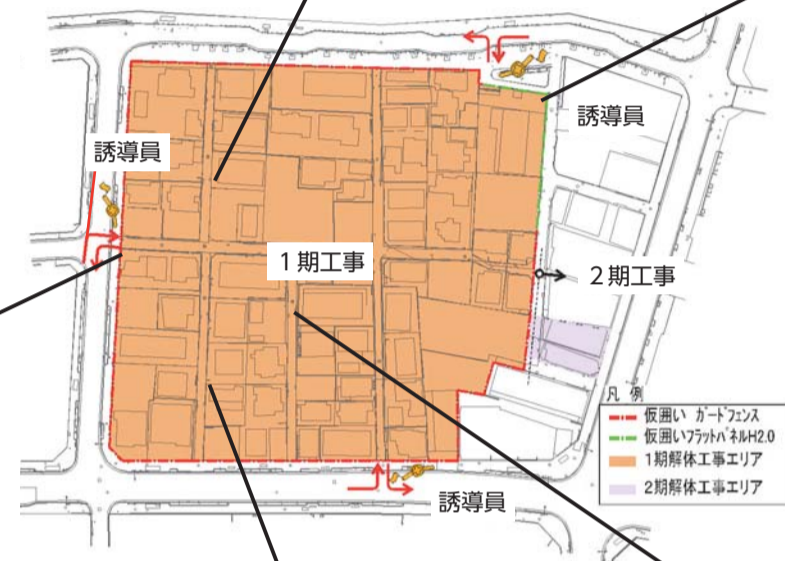 誘導員
誘導員
1期工事
2期工事
誘導員
凡 例
仮囲い ガードフェンス
仮囲いフラットパネルH2.0
1期解体工事エリア
2期解体工事エリア